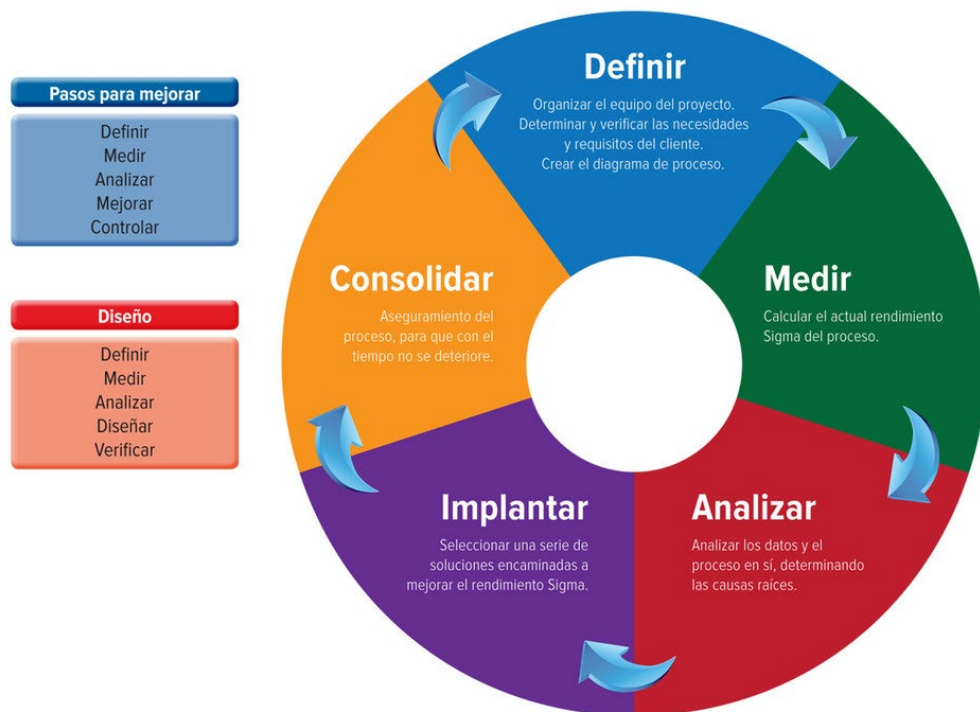 Pasos para mejorar
Definir
Medir
Analizar
Mejorar
Controlar
Diseño
Definir
Medir
Analizar
Diseñar
Verificar
Definir
Organizar el equipo del proyecto.
Determinar y verificar las necesidades
y requisitos del cliente.
Crear el diagrama de proceso.
Medir
Calcular el actual rendimiento
Sigma del proceso.
Analizar
Analizar los datos y el
proceso en sí, determinando
las causas raíces.
Implantar
Seleccionar una serie de
soluciones encaminadas a
mejorar el rendimiento Sigma.
Consolidar
Aseguramiento del
proceso, para que con el
tiempo no se deteriore.